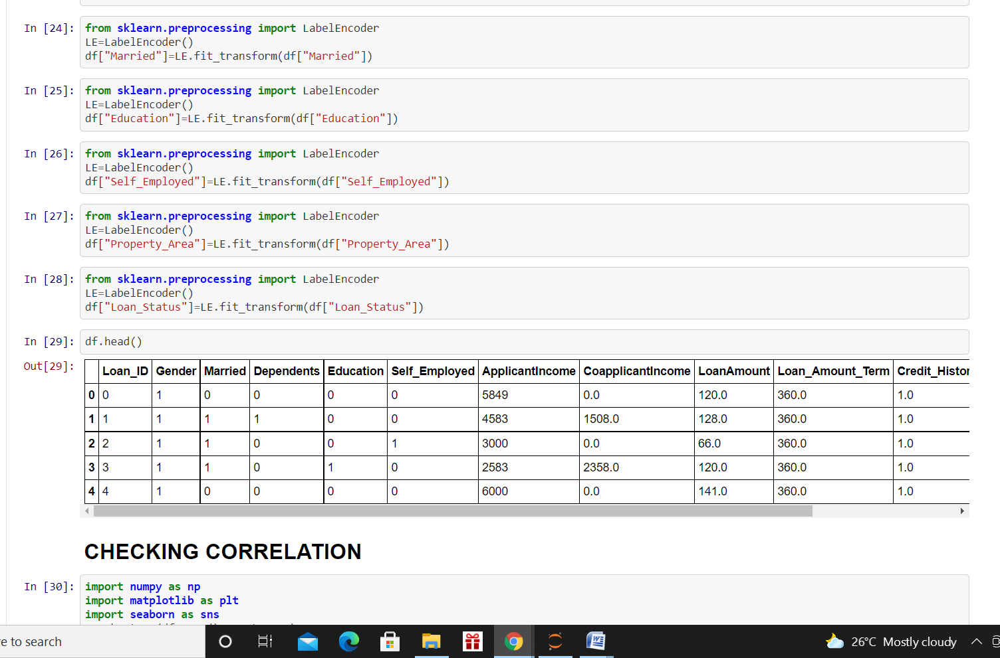 In [24]: from sklearn.preprocessing import LabelEncoder
LE=LabelEncoder()
df["Married"]=LE.fit_transform(df["Married"])
In [25]: from sklearn.preprocessing import LabelEncoder
LE=LabelEncoder()
df["Education"]=LE.fit_transform(df["Education"])
In [26]: from sklearn.preprocessing import LabelEncoder
LE=LabelEncoder()
df["Self_Employed"]=LE.fit_transform(df["Self_Employed"])
In [27]: from sklearn.preprocessing import LabelEncoder
LE=LabelEncoder()
df["Property_Area"]=LE.fit_transform(df["Property_Area"])
In [28]: from sklearn.preprocessing import LabelEncoder
LE=LabelEncoder()
df["Loan_Status"]=LE.fit_transform(df["Loan_Status"])
In [29]: df.head()
Out[29]:
Loan_ID Gender Married Dependents Education Self_Employed ApplicantIncome CoapplicantIncome LoanAmount Loan_Amount_Term Credit_Histor
0 0 1 0 0 0 0 5849 0.0 120.0 360.0 1.0
1 1 1 1 1 0 0 4583 1508.0 128.0 360.0 1.0
2 2 1 1 0 0 1 3000 0.0 66.0 360.0 1.0
3 3 1 1 0 1 0 2583 2358.0 120.0 360.0 1.0
4 4 1 0 0 0 0 6000 0.0 141.0 360.0 1.0
CHECKING CORRELATION
In [30]: import numpy as np
import matplotlib as plt
import seaborn as sns
e to search
26°C Mostly cloudy